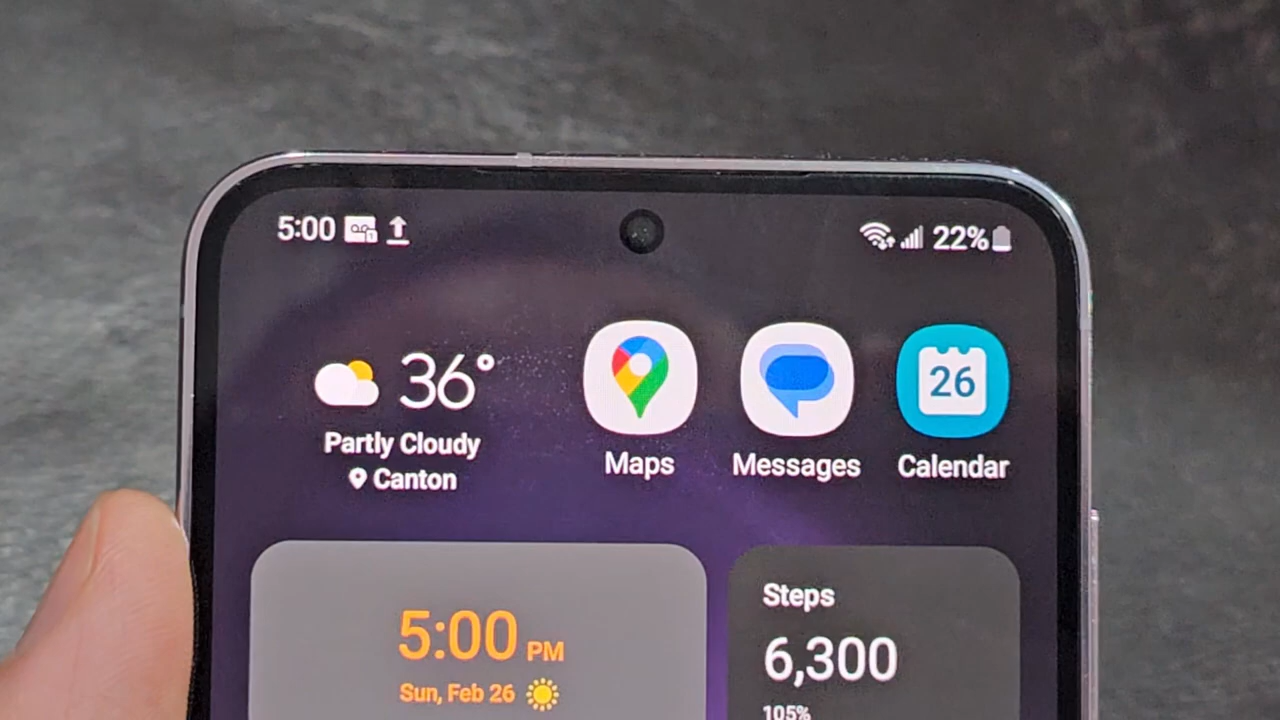 5:00 22%
36°
Partly Cloudy
Canton
Maps
Messages
26
Calendar
5:00 PM
Sun, Feb 26
Steps
6,300
105%